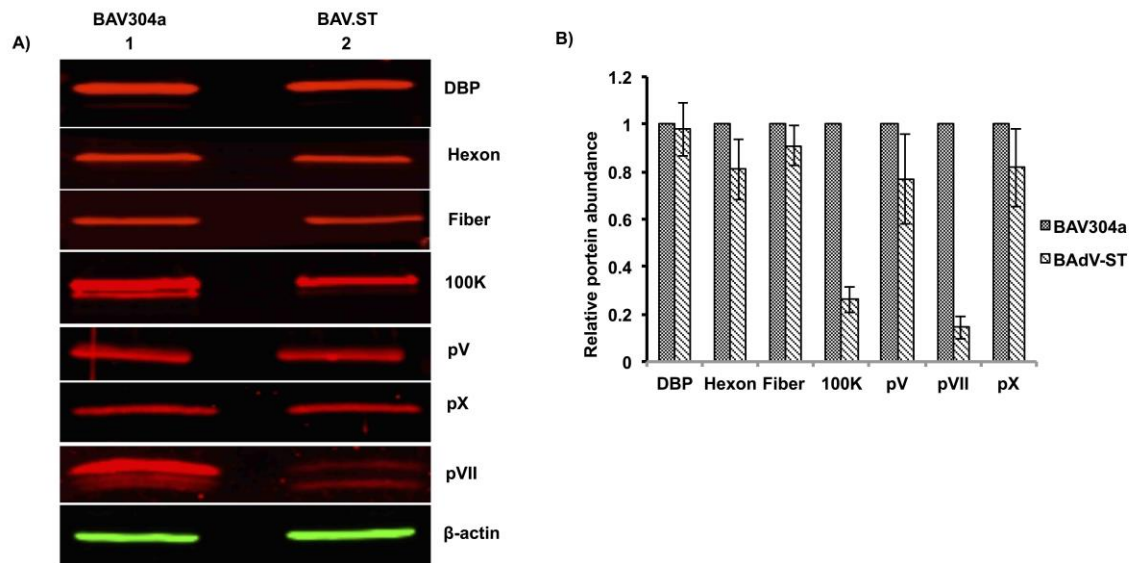 A)
BAV304a BAV.ST
1 2
DBP
Hexon
Fiber
100K
pV
pX
pVII
β-actin
B)
Relative portein abundance
1.2
1
0.8
0.6
0.4
0.2
0
DBP Hexon Fiber 100K pV pVII pX
BAV304a
BAdV-ST